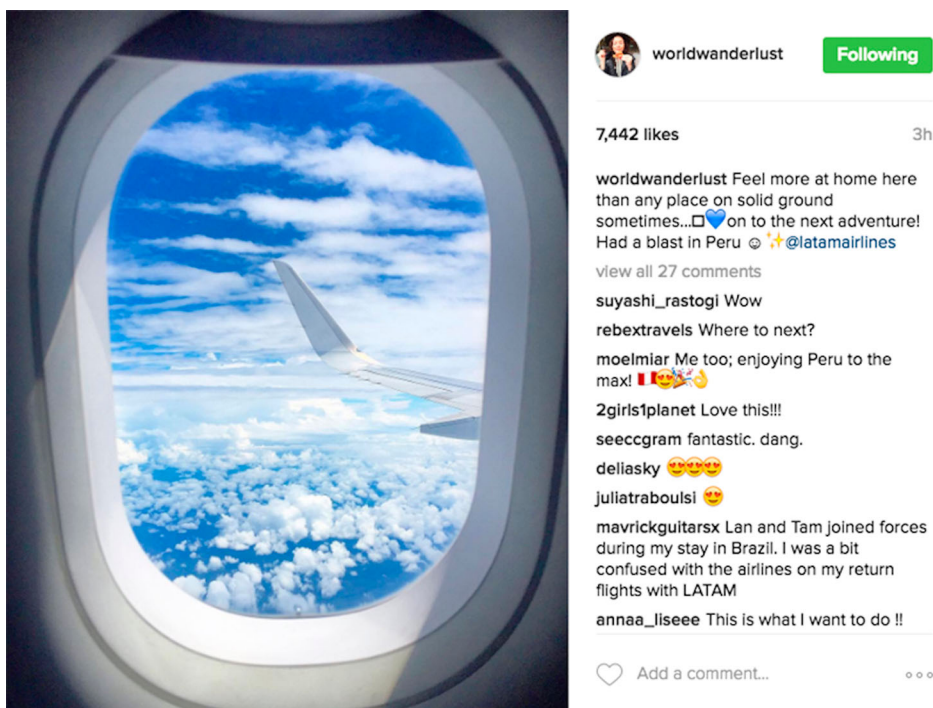 worldwanderlust
Following
7,442 likes
3h
worldwanderlust Feel more at home here
than any place on solid ground
sometimes...□💙on to the next adventure!
Had a blast in Peru ☺ ✨@latamairlines
view all 27 comments
suyashi_rastogi Wow
rebextravels Where to next?
moelmiar Me too; enjoying Peru to the
max! 🇵🇪😍🎉👌
2girls1planet Love this!!!
seeccgram fantastic. dang.
deliasky 😍😍😍
juliatraboulsi 😍
mavrickguitarsx Lan and Tam joined forces
during my stay in Brazil. I was a bit
confused with the airlines on my return
flights with LATAM
annaa_liseee This is what I want to do !!
Add a comment...